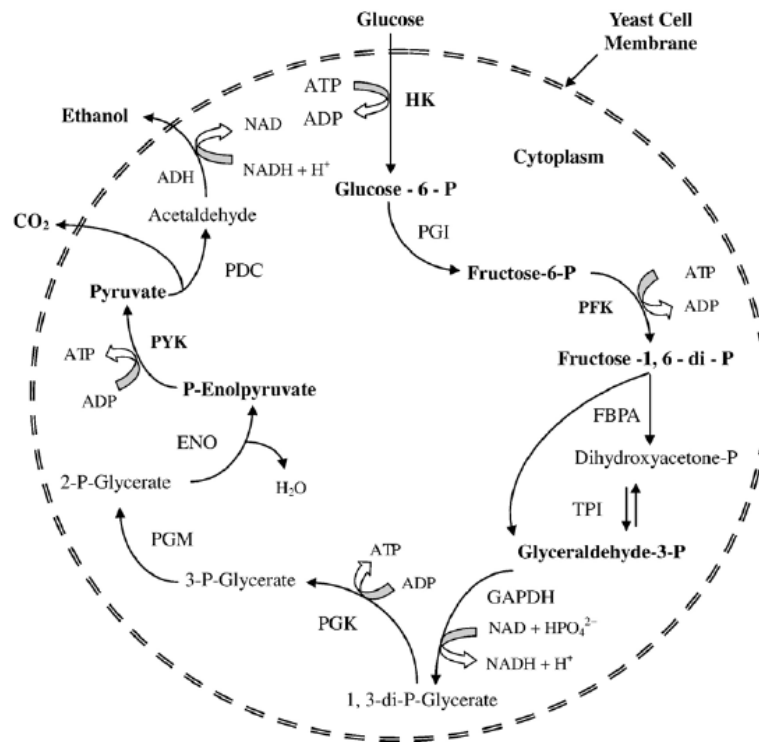 Glucose
Yeast Cell
Membrane
ATP
HK
ADP
Ethanol
NAD
NADH + H⁺
ADH
Cytoplasm
Acetaldehyde
Glucose - 6 - P
CO₂
PGI
PDC
Fructose-6-P
ATP
Pyruvate
PFK
ADP
PYK
ATP
Fructose -1, 6 - di - P
ADP
P-Enolpyruvate
FBPA
ENO
Dihydroxyacetone-P
2-P-Glycerate
H₂O
TPI
PGM
ATP
Glyceraldehyde-3-P
3-P-Glycerate
ADP
GAPDH
PGK
NAD + HPO₄²⁻
NADH + H⁺
1, 3-di-P-Glycerate